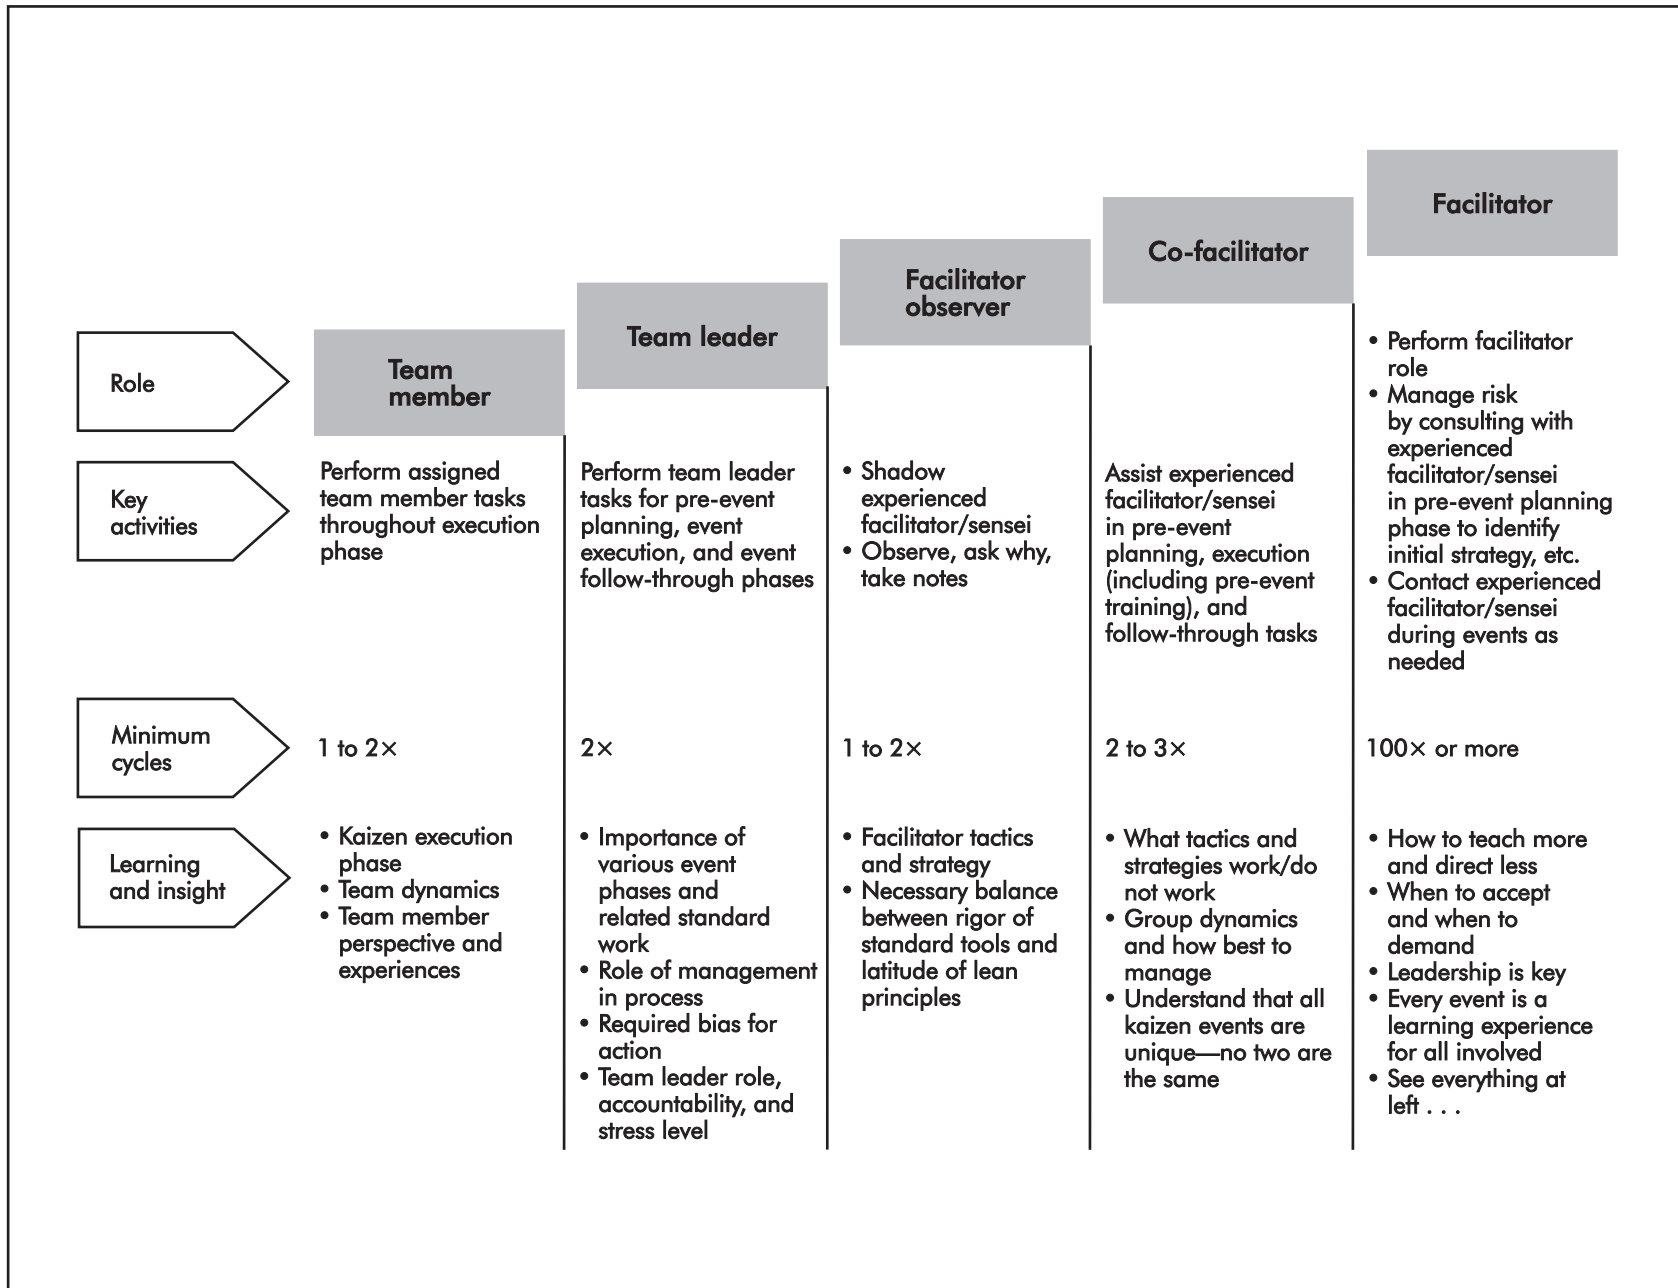 Facilitator
Co-facilitator
Facilitator
observer
Team leader
Team
member
Role
Key
activities
Perform assigned
team member tasks
throughout execution
phase
Perform team leader
tasks for pre-event
planning, event
execution, and event
follow-through phases
• Shadow
experienced
facilitator/sensei
• Observe, ask why,
take notes
Assist experienced
facilitator/sensei
in pre-event
planning, execution
(including pre-event
training), and
follow-through tasks
• Perform facilitator
role
• Manage risk
by consulting with
experienced
facilitator/sensei
in pre-event planning
phase to identify
initial strategy, etc.
• Contact experienced
facilitator/sensei
during events as
needed
Minimum
cycles
1 to 2×
2×
1 to 2×
2 to 3×
100× or more
Learning
and insight
• Kaizen execution
phase
• Team dynamics
• Team member
perspective and
experiences
• Importance of
various event
phases and
related standard
work
• Role of management
in process
• Required bias for
action
• Team leader role,
accountability, and
stress level
• Facilitator tactics
and strategy
• Necessary balance
between rigor of
standard tools and
latitude of lean
principles
• What tactics and
strategies work/do
not work
• Group dynamics
and how best to
manage
• Understand that all
kaizen events are
unique—no two are
the same
• How to teach more
and direct less
• When to accept
and when to
demand
• Leadership is key
• Every event is a
learning experience
for all involved
• See everything at
left . . .